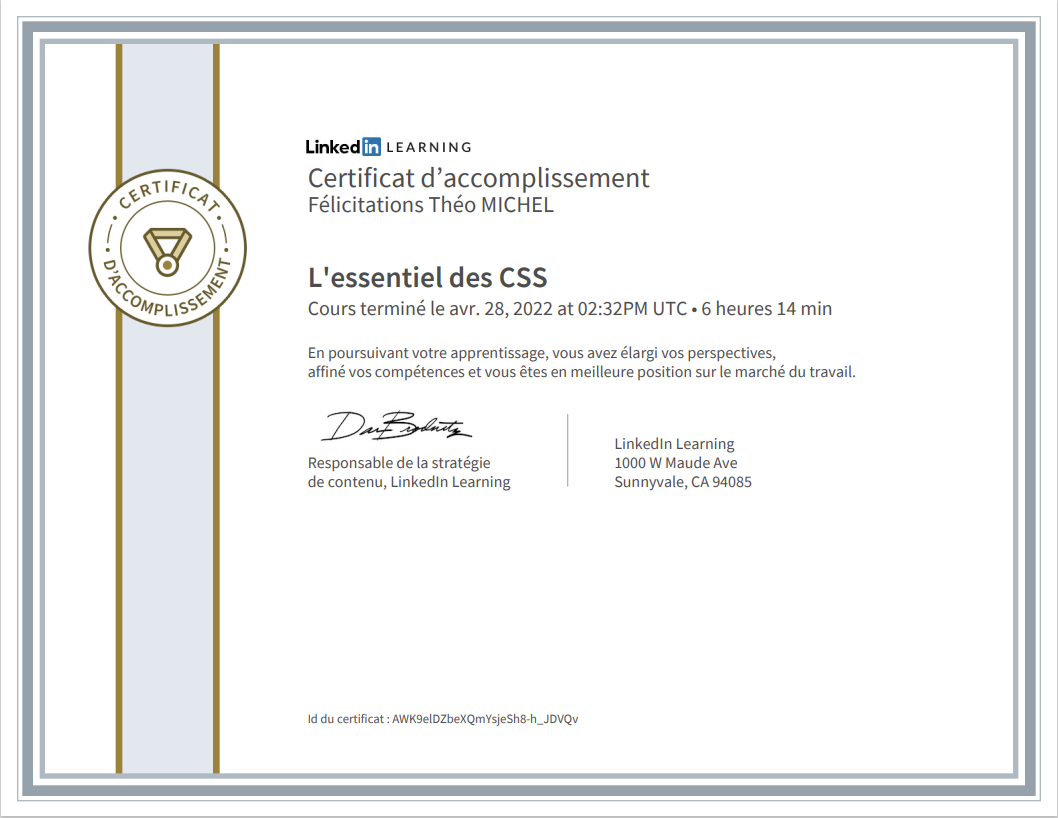 CERTIFICAT
D'ACCOMPLISSEMENT
Linkedin LEARNING
Certificat d’accomplissement
Félicitations Théo MICHEL
L'essentiel des CSS
Cours terminé le avr. 28, 2022 at 02:32PM UTC • 6 heures 14 min
En poursuivant votre apprentissage, vous avez élargi vos perspectives,
affiné vos compétences et vous êtes en meilleure position sur le marché du travail.
Responsable de la stratégie
de contenu, LinkedIn Learning
LinkedIn Learning
1000 W Maude Ave
Sunnyvale, CA 94085
Id du certificat : AWK9elDZbeXQmYsjeSh8-h_JDVQv